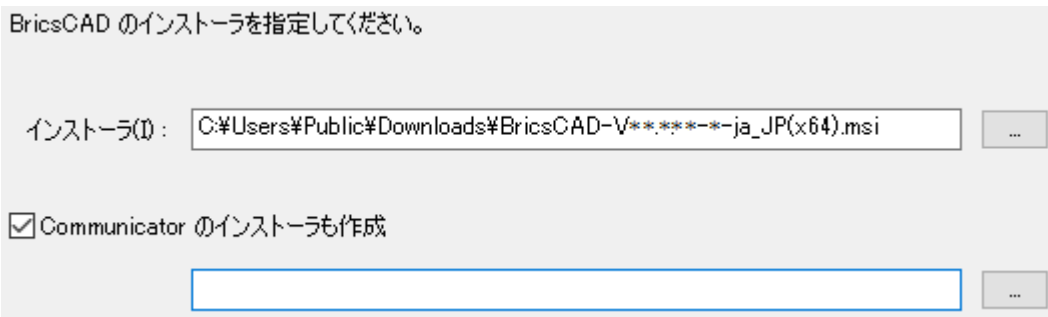 BricsCAD のインストーラを指定してください。
インストーラ(I) : C:¥Users¥Public¥Downloads¥BricsCAD-V**.*.**-*-ja_JP(x64).msi ...
Communicator のインストーラも作成
...